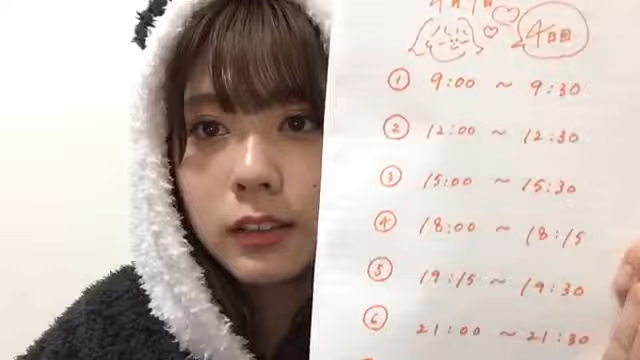 4日目
① 9:00 ~ 9:30
② 12:00 ~ 12:30
③ 15:00 ~ 15:30
④ 18:00 ~ 18:15
⑤ 19:15 ~ 19:30
⑥ 21:00 ~ 21:30